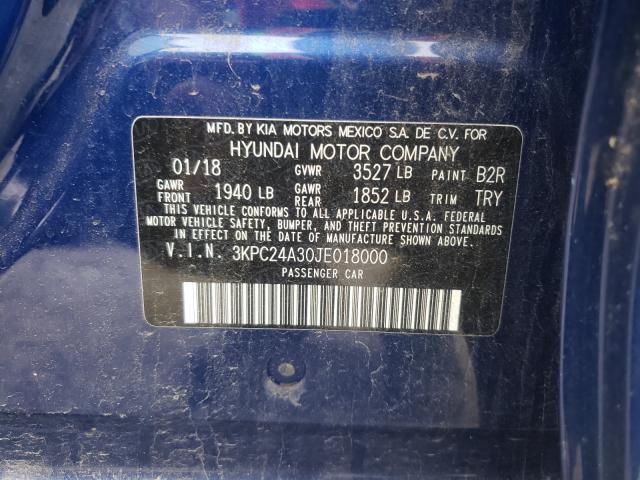 MFD. BY KIA MOTORS MEXICO S.A. DE C.V. FOR
HYUNDAI MOTOR COMPANY
01/18 GVWR 3527 LB PAINT B2R
GAWR FRONT 1940 LB GAWR REAR 1852 LB TRIM TRY
THIS VEHICLE CONFORMS TO ALL APPLICABLE U.S.A. FEDERAL
MOTOR VEHICLE SAFETY, BUMPER, AND THEFT PREVENTION
STANDARDS IN EFFECT ON THE DATE OF MANUFACTURE
SHOWN ABOVE.
V.I.N. 3KPC24A30JE018000
PASSENGER CAR